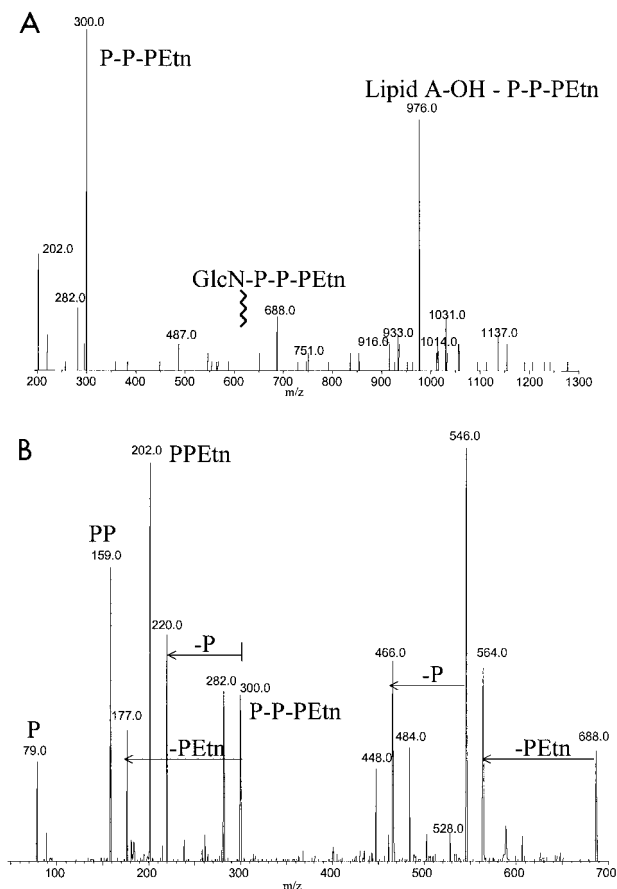 A
300.0
P-P-PEtn
Lipid A-OH - P-P-PEtn
976.0
202.0
282.0
GlcN-P-P-PEtn
487.0
688.0
751.0
916.0
933.0
1014.0
1031.0
1137.0
200 300 400 500 600 700 800 900 1000 1100 1200 1300
m/z
B
202.0
PPEtn
546.0
PP
159.0
220.0
-P
282.0
300.0
P-P-PEtn
466.0
-P
564.0
177.0
-PEtn
P
79.0
448.0
484.0
528.0
-PEtn
688.0
100 200 300 400 500 600 700
m/z